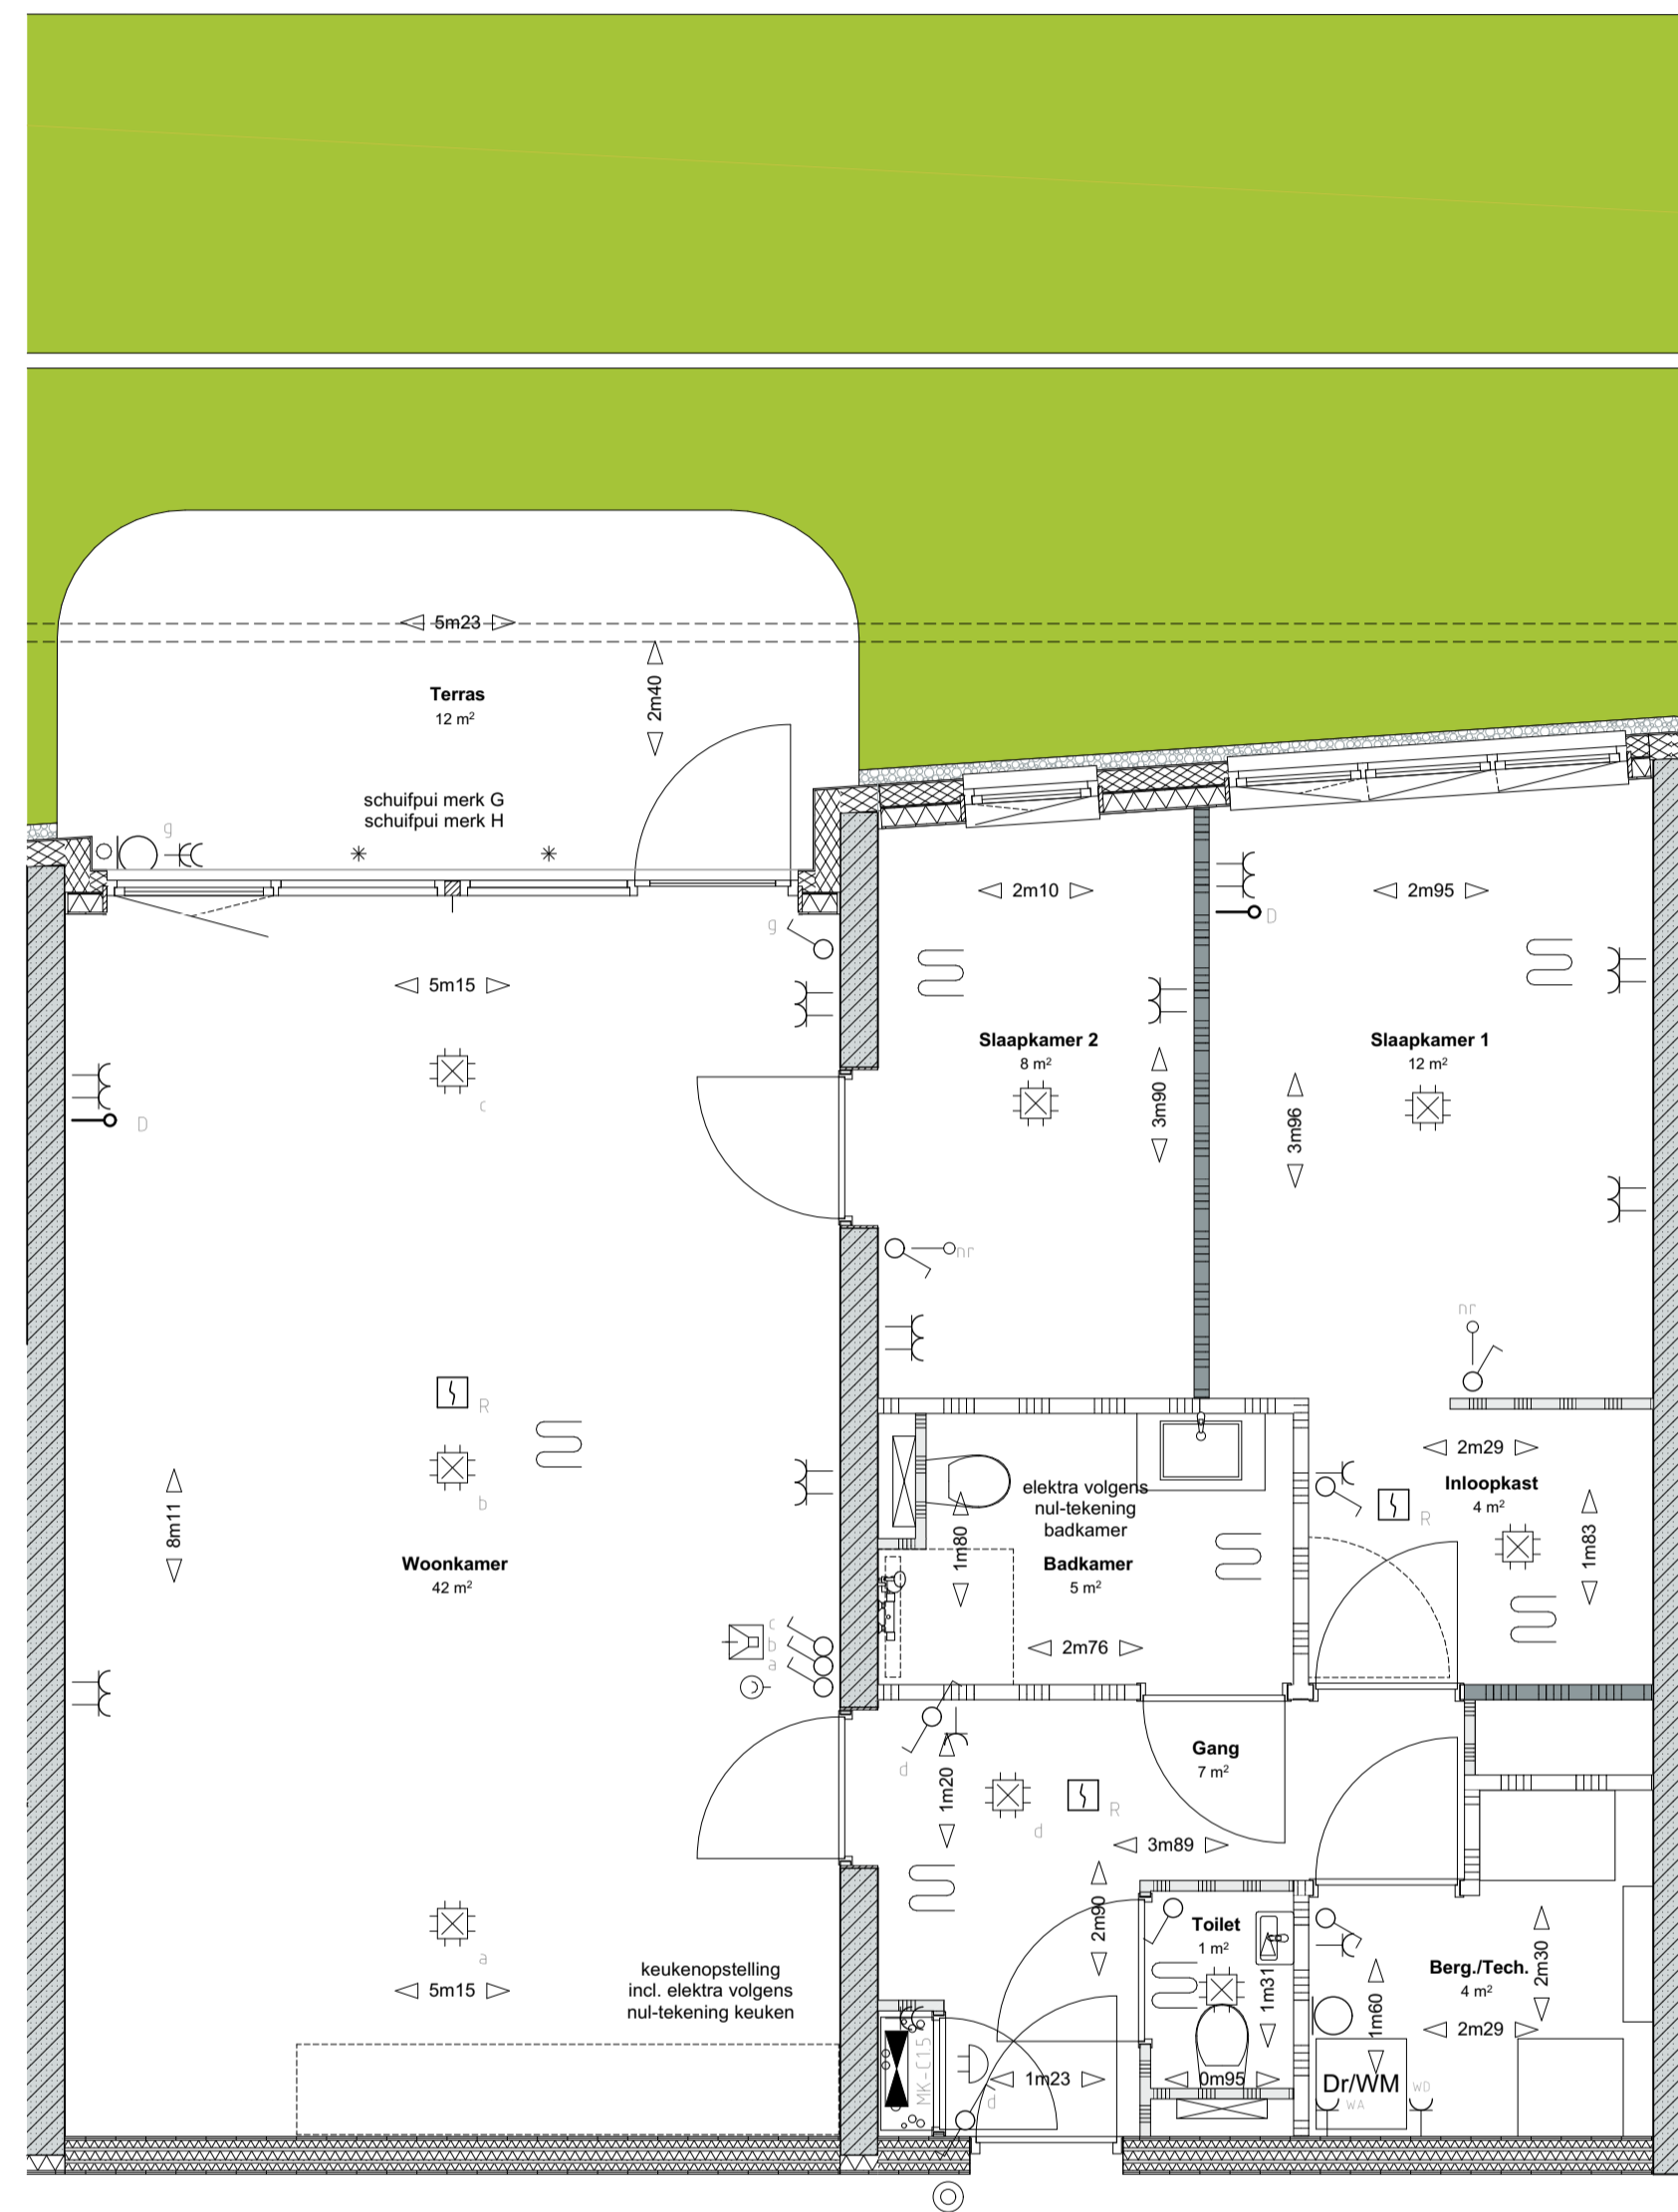 5m23
Terras
12 m²
2m40
schuifpui merk G
schuifpui merk H
g
g
5m15
2m10
2m95
D
c
D
Slaapkamer 2
8 m²
3m90
Slaapkamer 1
12 m²
3m96
nr
nr
R
b
8m11
Woonkamer
42 m²
elektra volgens
nul-tekening
badkamer
1m80
Badkamer
5 m²
2m76
2m29
Inloopkast
4 m²
R
1m83
c
b
a
d
1m20
Gang
7 m²
R
d
3m89
2m90
a
5m15
keukenopstelling
incl. elektra volgens
nul-tekening keuken
Toilet
1 m²
1m31
0m95
MK-C15
1m23
d
Berg./Tech.
4 m²
2m30
1m60
2m29
Dr/WM
WA
WD